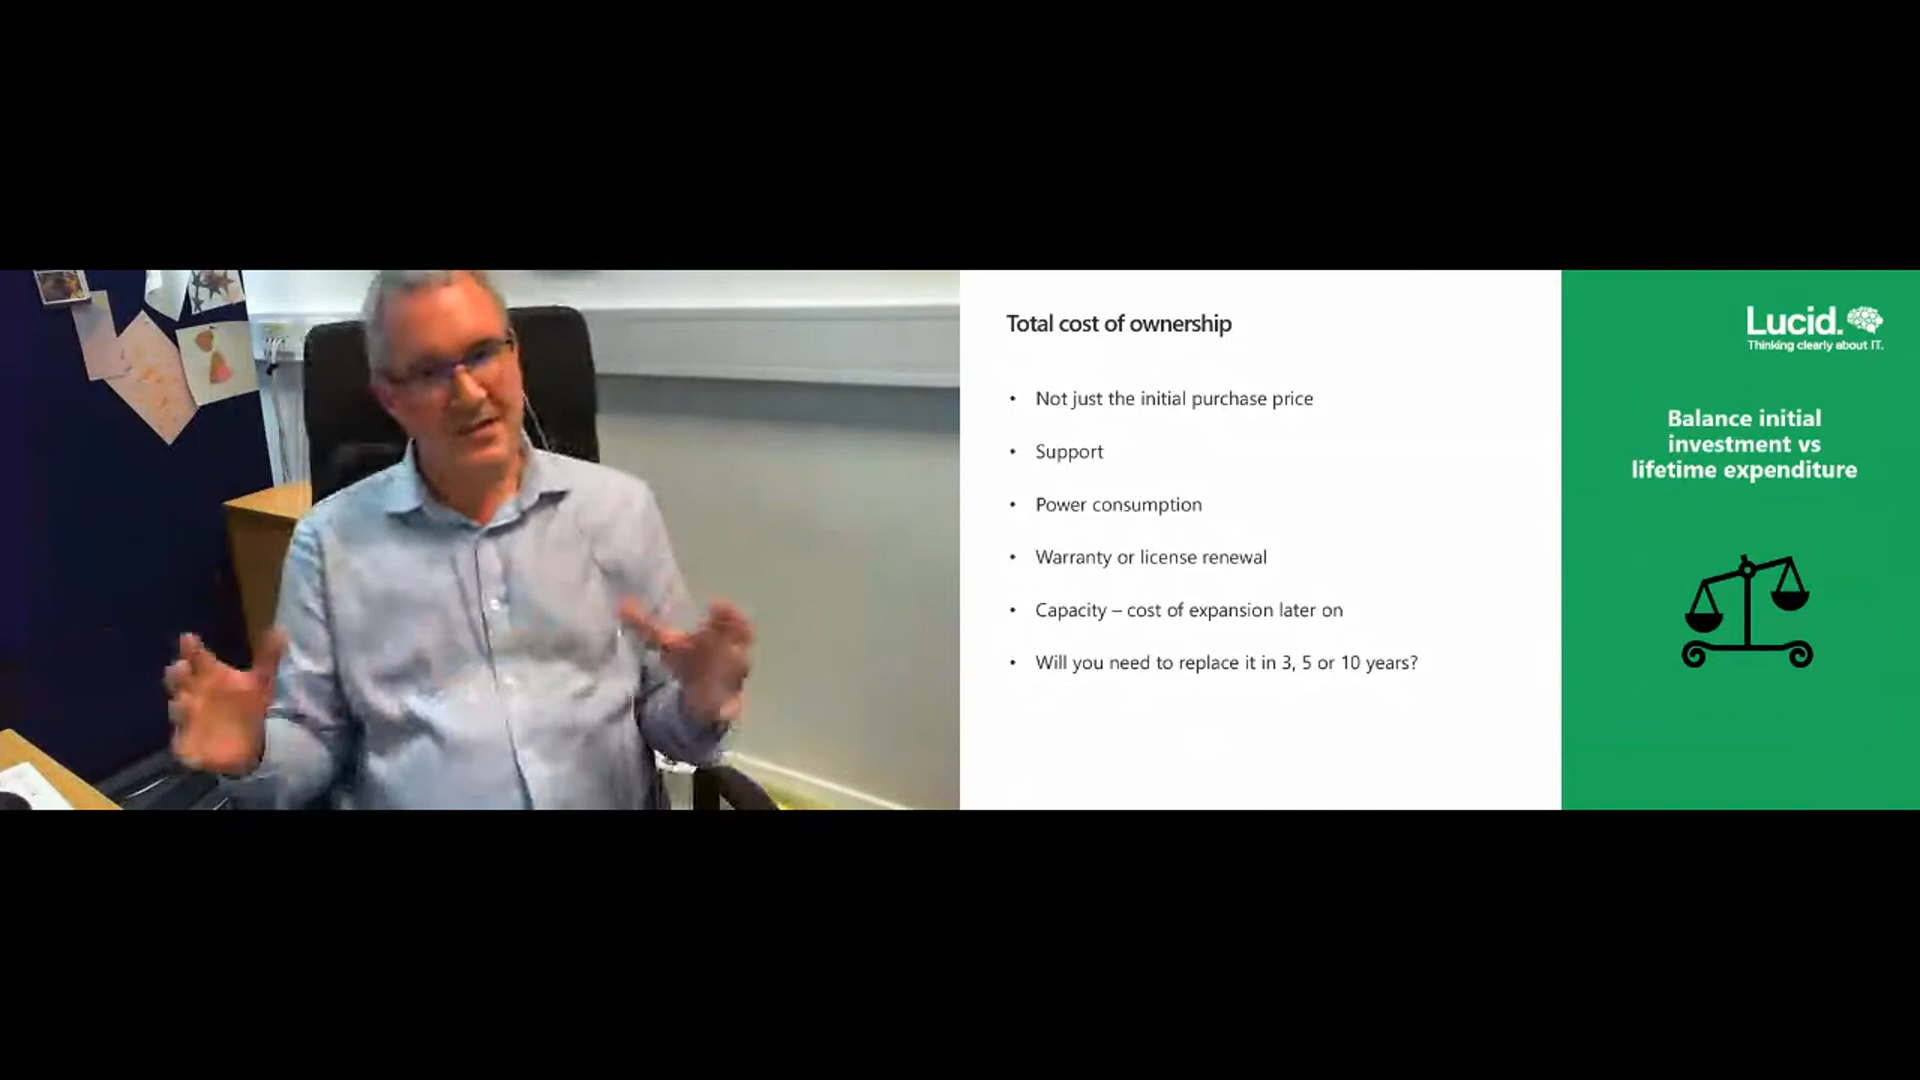 Total cost of ownership
• Not just the initial purchase price
• Support
• Power consumption
• Warranty or license renewal
• Capacity – cost of expansion later on
• Will you need to replace it in 3, 5 or 10 years?
Lucid.
Thinking clearly about IT.
Balance initial
investment vs
lifetime expenditure